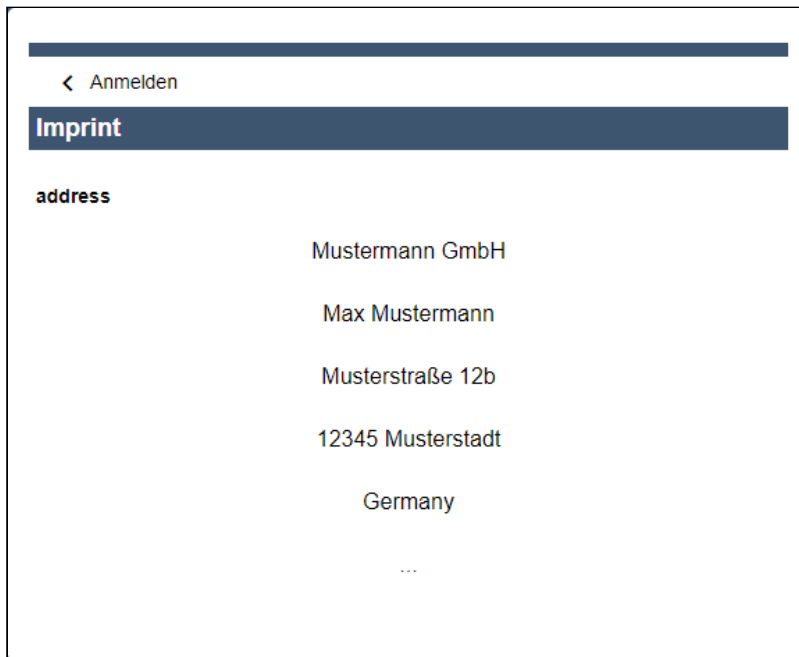 Anmelden
Imprint
address
Mustermann GmbH
Max Mustermann
Musterstraße 12b
12345 Musterstadt
Germany
...